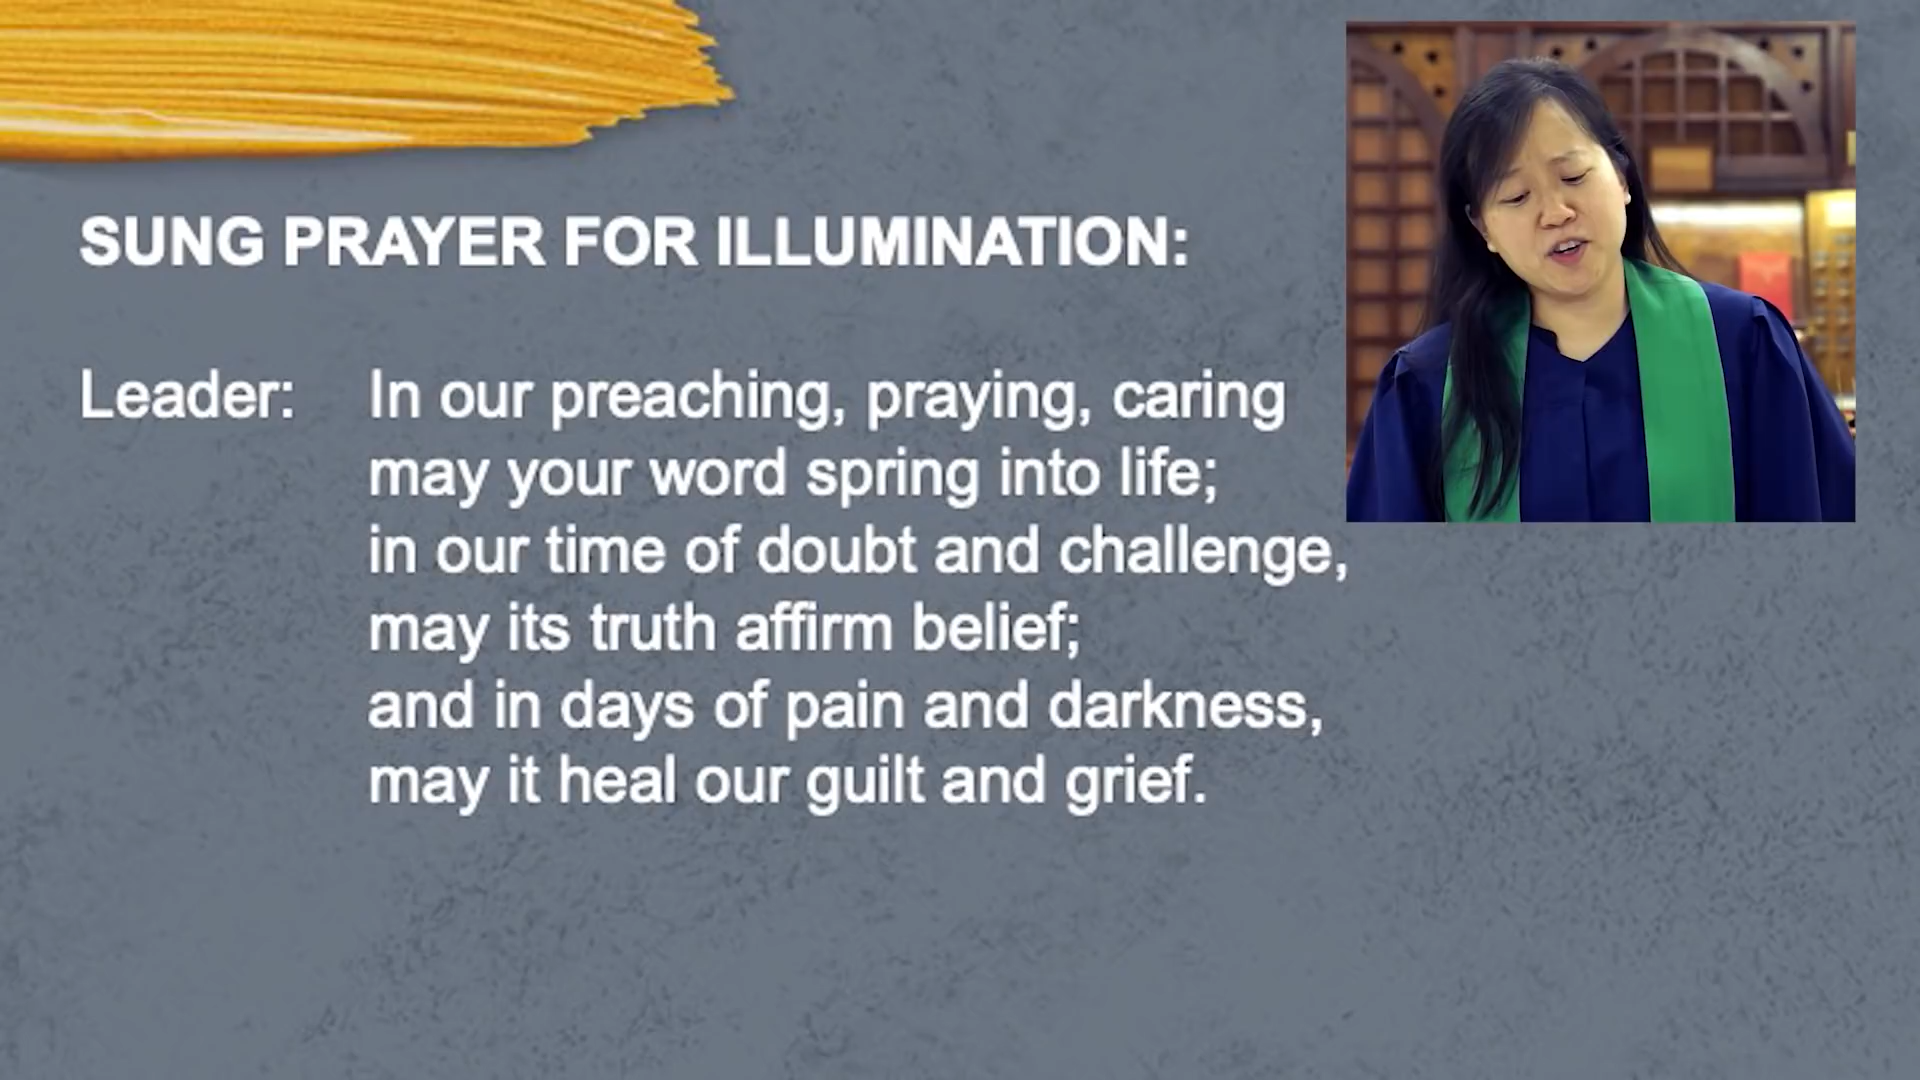 SUNG PRAYER FOR ILLUMINATION:
Leader: In our preaching, praying, caring
may your word spring into life;
in our time of doubt and challenge,
may its truth affirm belief;
and in days of pain and darkness,
may it heal our guilt and grief.